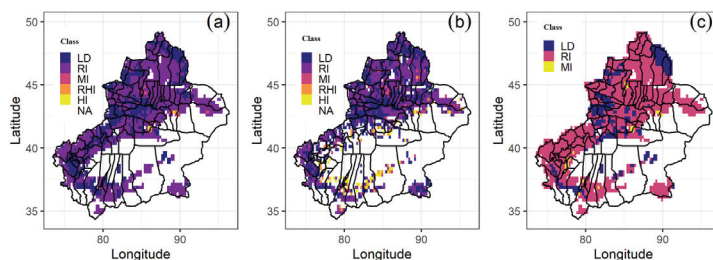 (a)
Class
LD
RI
MI
RHI
HI
NA
50
45
40
35
80
90
Latitude
Longitude
(b)
Class
LD
RI
MI
RHI
HI
NA
50
45
40
35
80
90
Latitude
Longitude
(c)
Class
LD
RI
MI
50
45
40
35
80
90
Latitude
Longitude